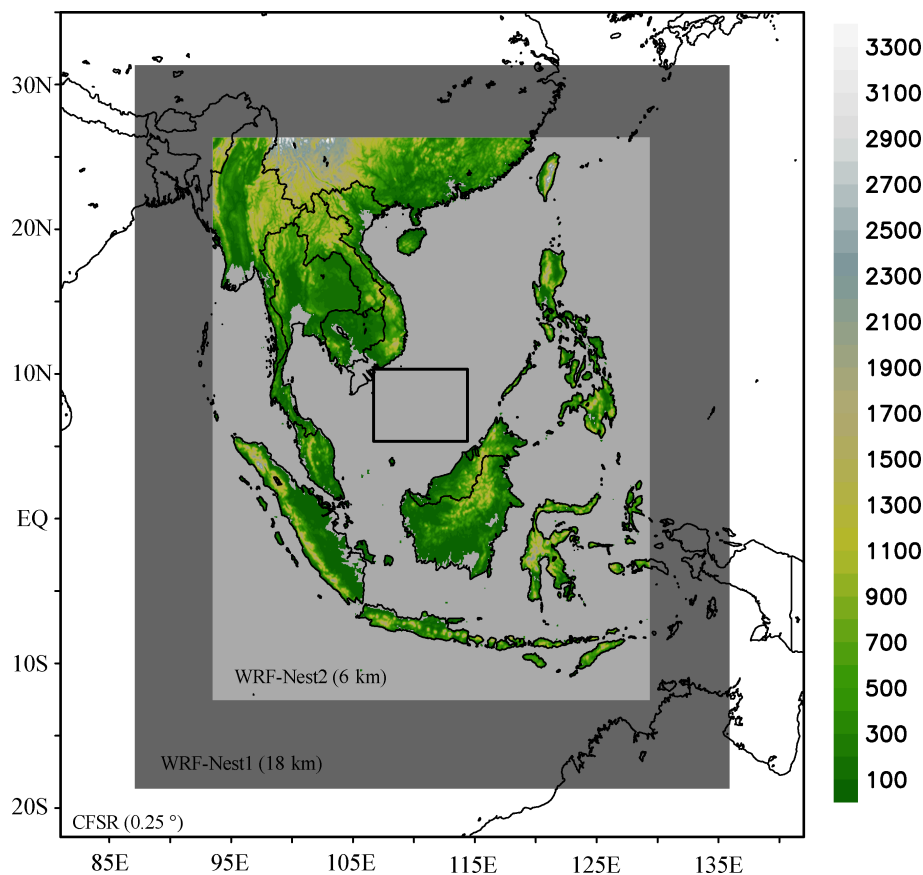 30N
20N
10N
EQ
10S
20S
WRF-Nest2 (6 km)
WRF-Nest1 (18 km)
CFSR (0.25 °)
85E
95E
105E
115E
125E
135E
3300
3100
2900
2700
2500
2300
2100
1900
1700
1500
1300
1100
900
700
500
300
100